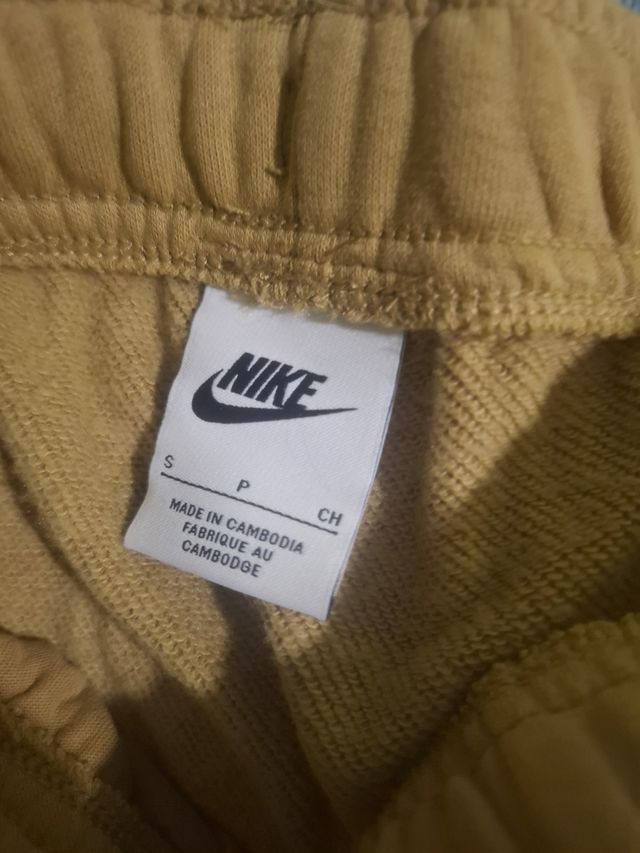 NIKE
S P CH
MADE IN CAMBODIA
FABRIQUE AU
CAMBODGE